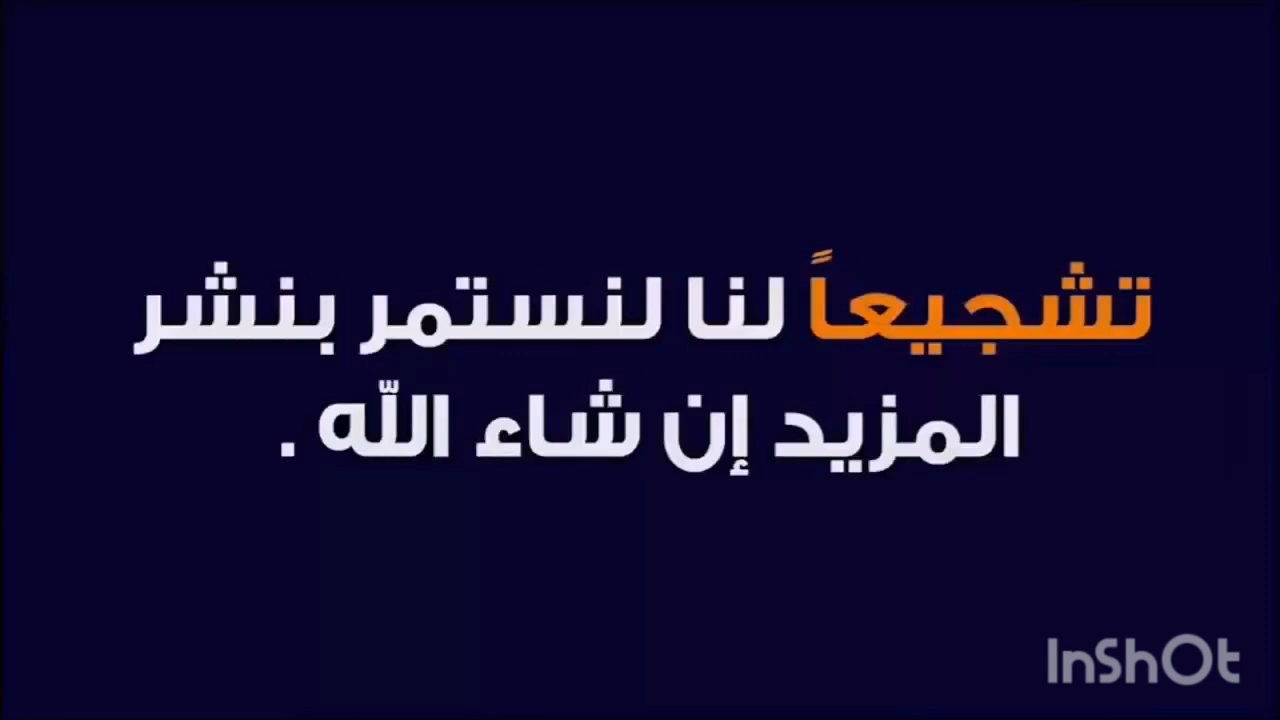 تشجيعاً لنا لنستمر بنشر
المزيد إن شاء اللّٰه .
InShOt